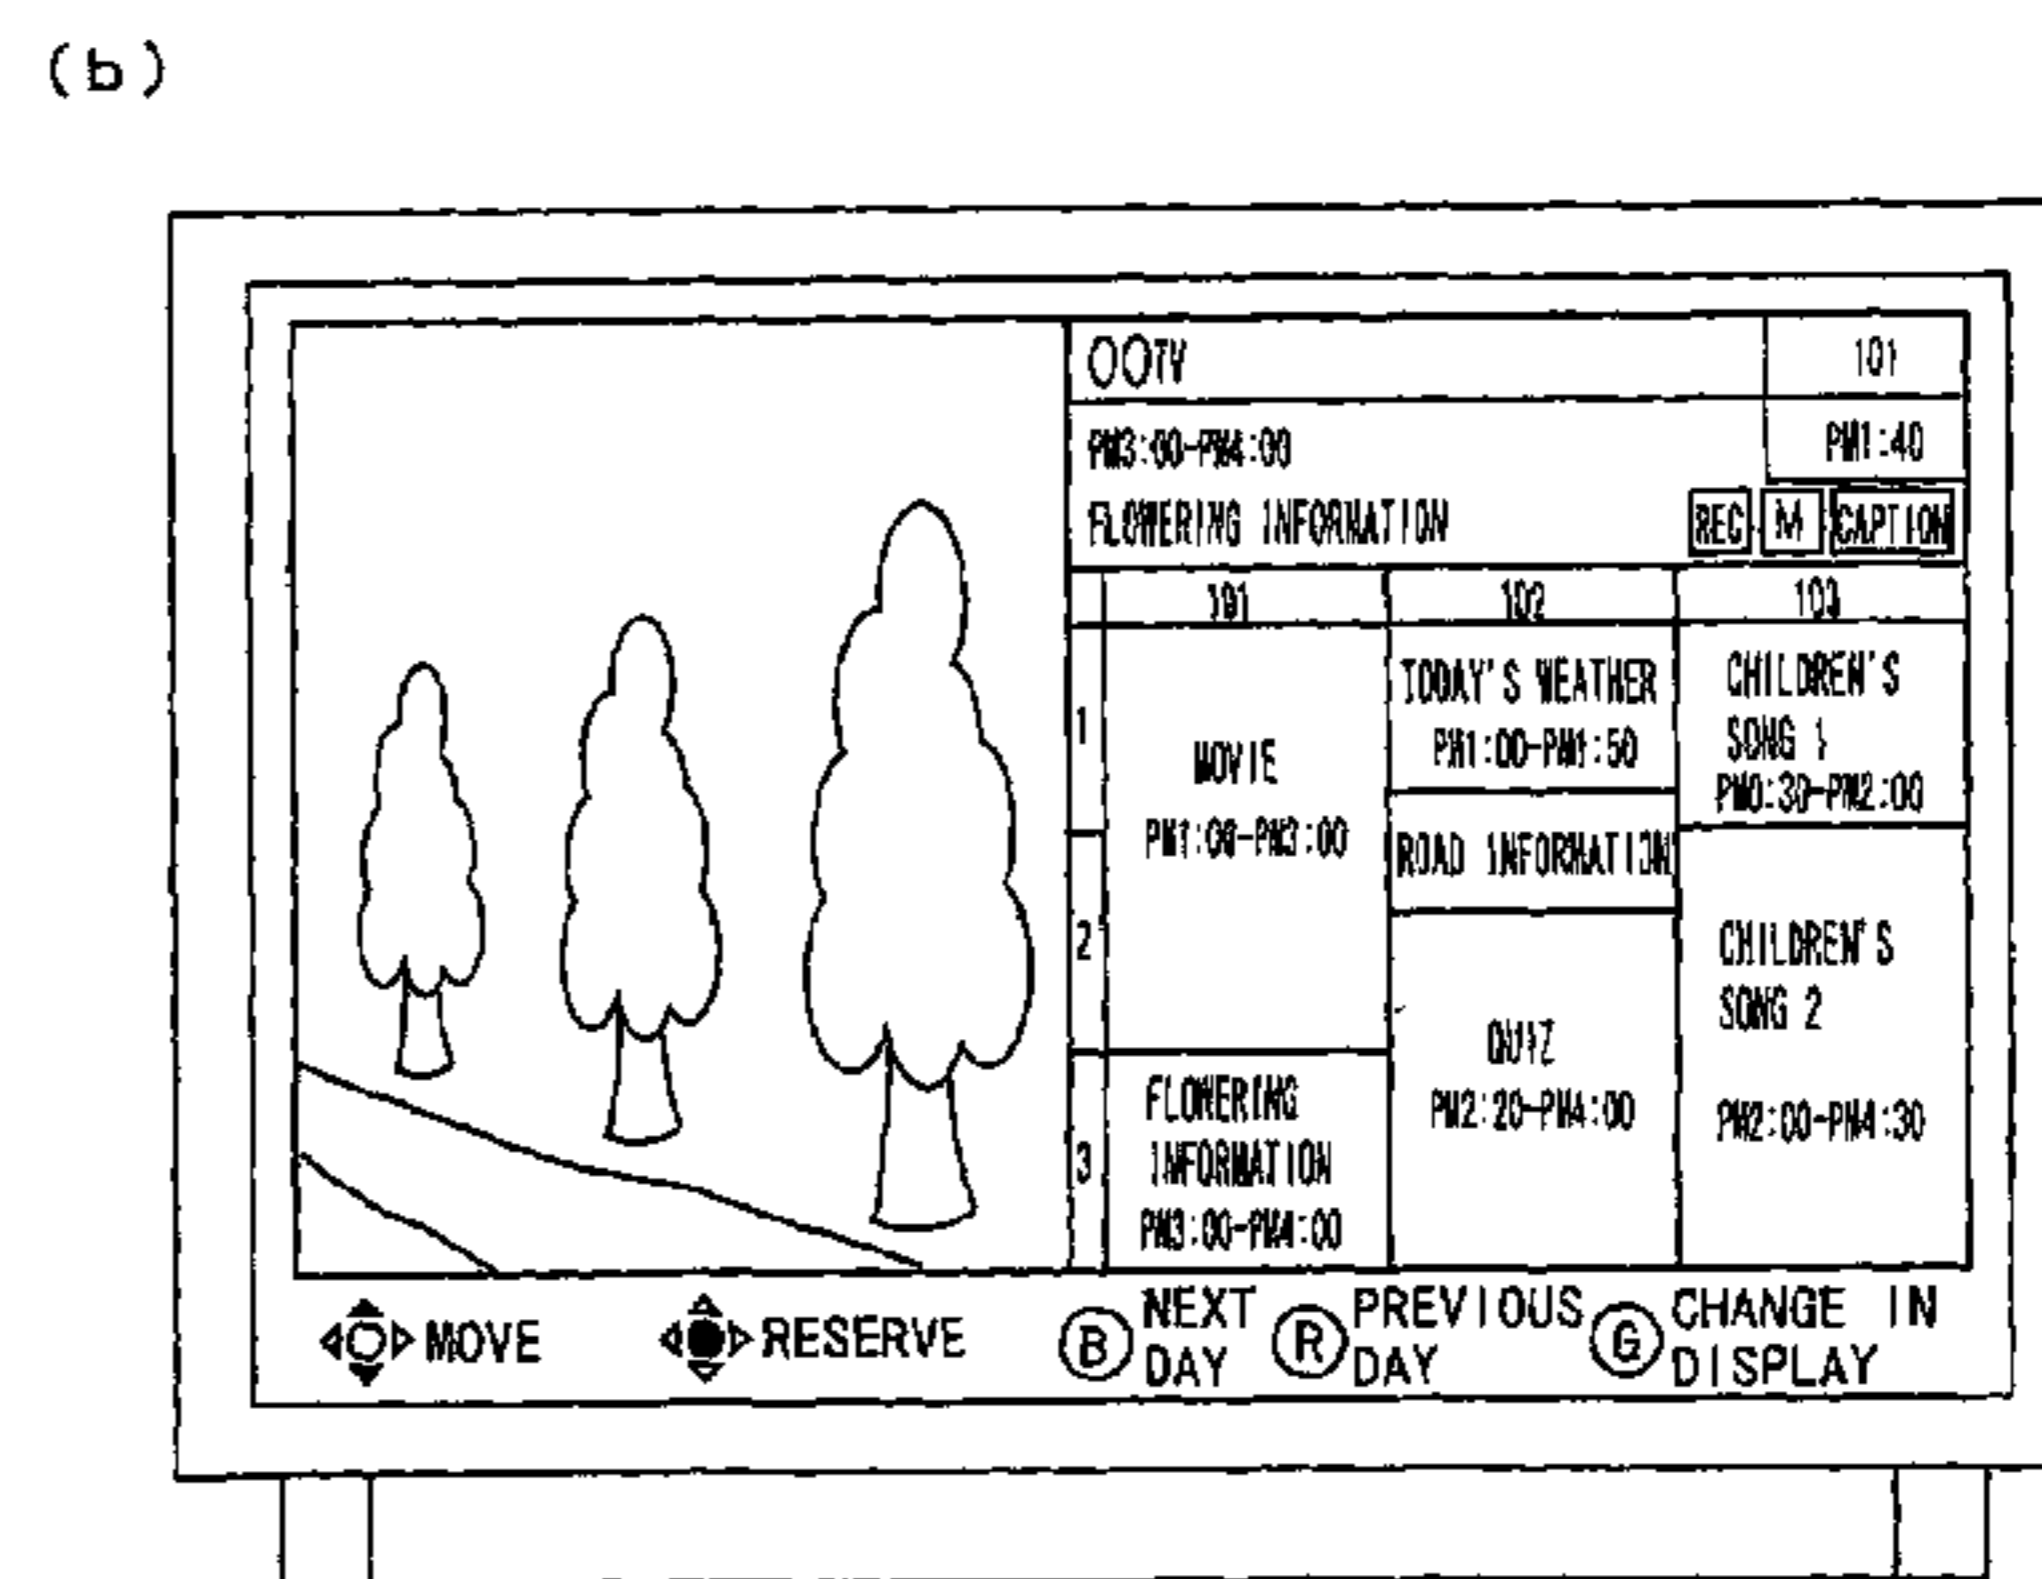 (b)
○○TV 101
PM3:00-PM4:00 PM1:40
FLOWERING INFORMATION REC M CAPTION
101 102 103
1 2 3
MOVIE
PM1:00-PM3:00
FLOWERING
INFORMATION
PM3:00-PM4:00
TODAY'S WEATHER
PM1:00-PM1:50
ROAD INFORMATION
QUIZ
PM2:20-PM4:00
CHILDREN'S
SONG 1
PM0:30-PM2:00
CHILDREN'S
SONG 2
PM2:00-PM4:30
MOVE RESERVE
B NEXT
DAY
R PREVIOUS
DAY
G CHANGE IN
DISPLAY